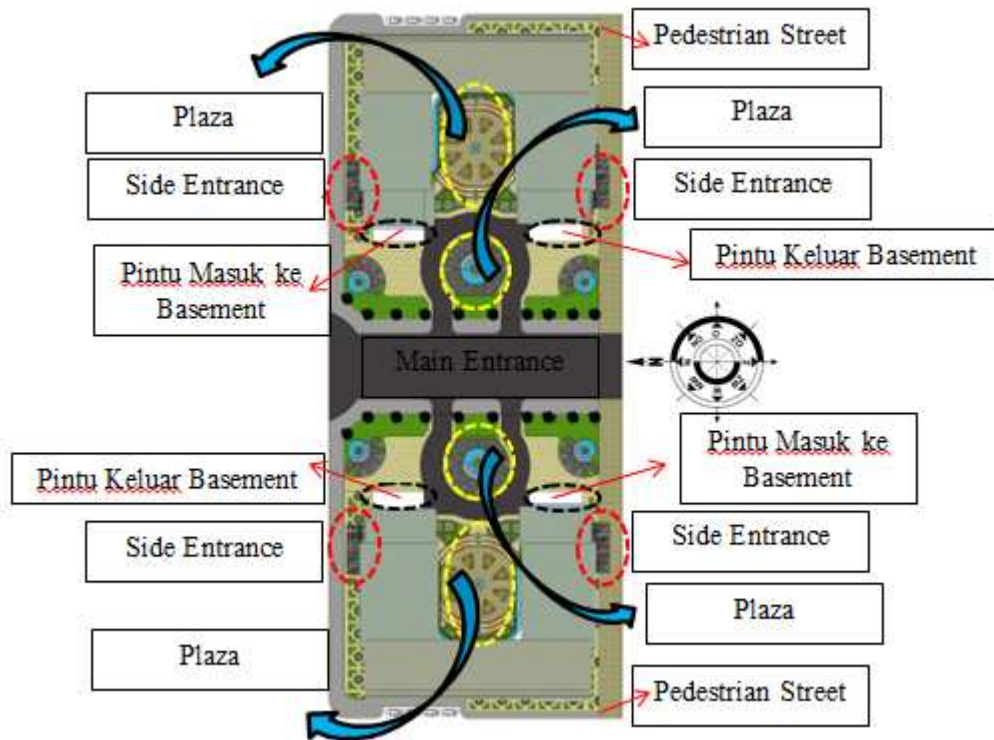 Pedestrian Street
Plaza
Plaza
Side Entrance
Side Entrance
Pintu Masuk ke
Basement
Pintu Keluar Basement
Main Entrance
N
Pintu Keluar Basement
Pintu Masuk ke
Basement
Side Entrance
Side Entrance
Plaza
Plaza
Pedestrian Street